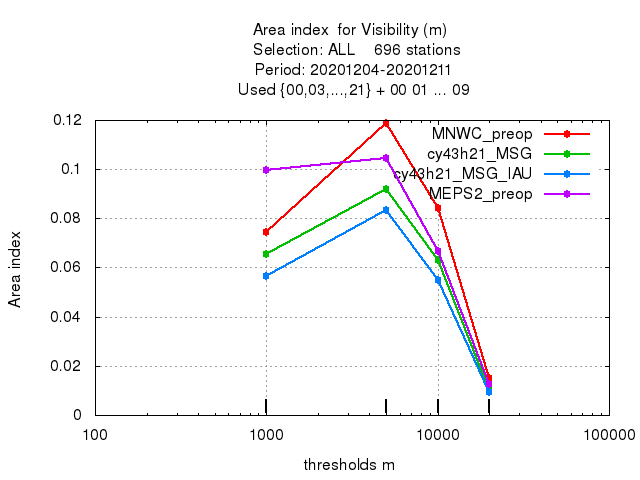 Area index  for Visibility (m)
Selection: ALL    696 stations
Period: 20201204-20201211
Used {00,03,...,21} + 00 01 ... 09
0.12
0.1
0.08
0.06
0.04
0.02
0
Area index
MNWC_preop
cy43h21_MSG
cy43h21_MSG_IAU
MEPS2_preop
100
1000
10000
100000
thresholds m